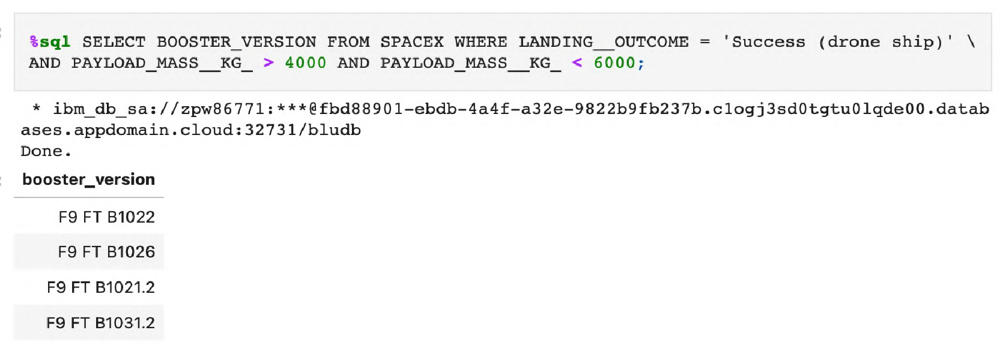 %sql SELECT BOOSTER_VERSION FROM SPACEX WHERE LANDING__OUTCOME = 'Success (drone ship)' \
AND PAYLOAD_MASS__KG_ > 4000 AND PAYLOAD_MASS__KG_ < 6000;
* ibm_db_sa://zpw86771:***@fbd88901-ebdb-4a4f-a32e-9822b9fb237b.c1ogj3sd0tgtu0lqde00.datab
ases.appdomain.cloud:32731/bludb
Done.
booster_version
F9 FT B1022
F9 FT B1026
F9 FT B1021.2
F9 FT B1031.2